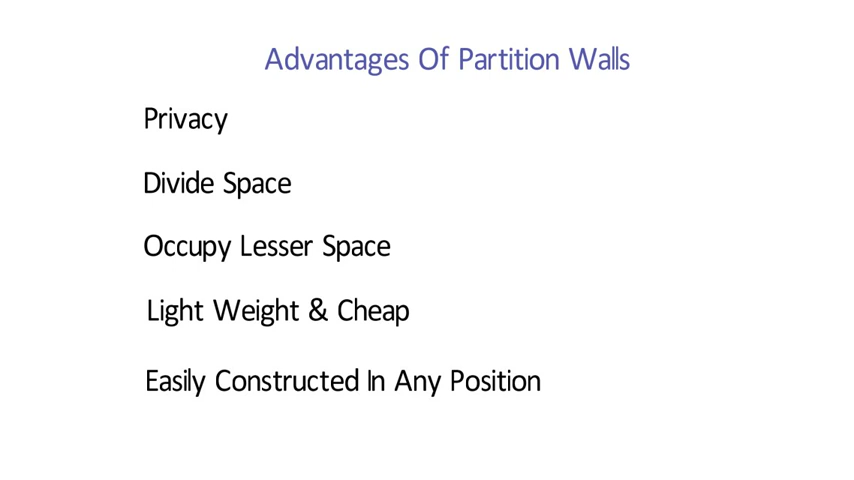 Advantages Of Partition Walls
Privacy
Divide Space
Occupy Lesser Space
Light Weight & Cheap
Easily Constructed In Any Position